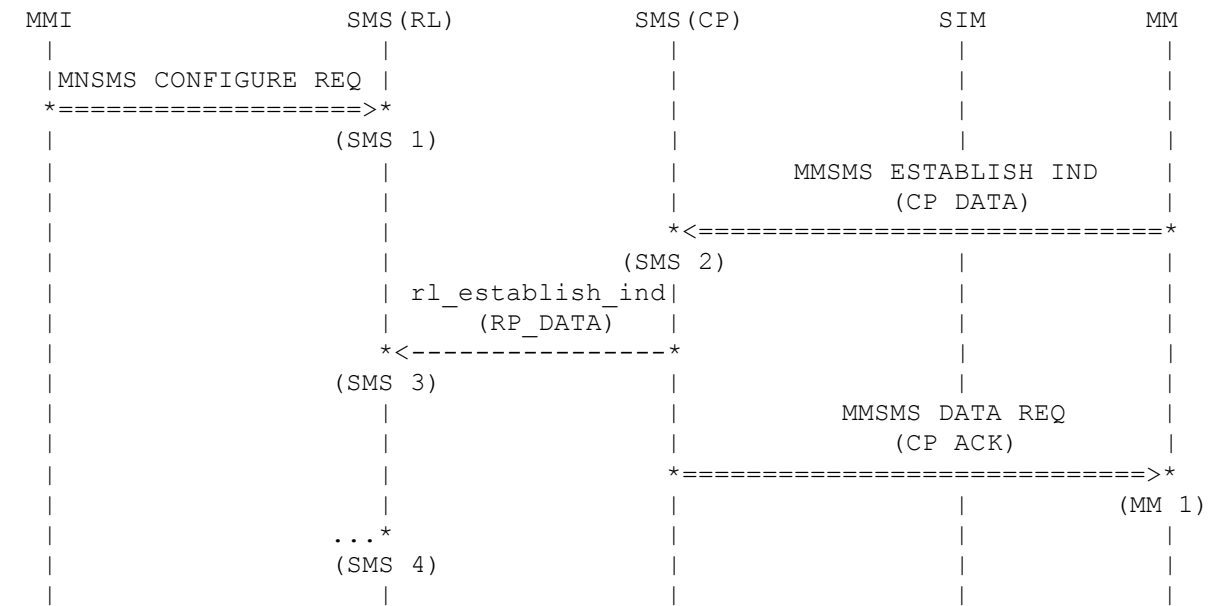 MMI SMS(RL) SMS(CP) SIM MM
MNSMS CONFIGURE REQ
(SMS 1)
MMSMS ESTABLISH IND
(CP DATA)
(SMS 2)
rl_establish_ind
(RP_DATA)
(SMS 3)
MMSMS DATA REQ
(CP ACK)
(MM 1)
...*
(SMS 4)